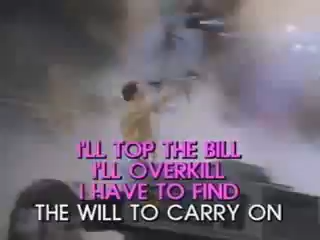 I'LL TOP THE BILL
I'LL OVERKILL
I HAVE TO FIND
THE WILL TO CARRY ON